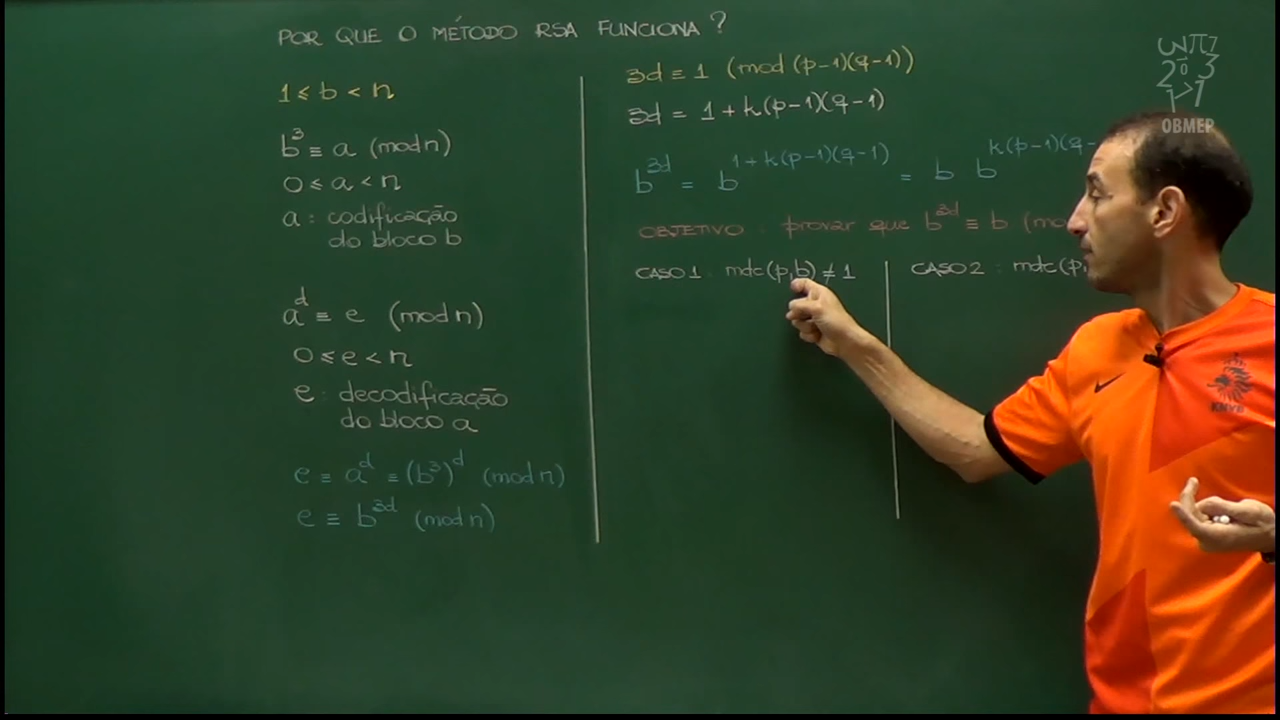 POR QUE O MÉTODO RSA FUNCIONA?
1 ≤ b < n
b³ ≡ a (mod n)
0 ≤ a < n
a : codificação
do bloco b
a^d ≡ e (mod n)
0 ≤ e < n
e : decodificação
do bloco a
e ≡ a^d ≡ (b³)^d (mod n)
e ≡ b^3d (mod n)
3d ≡ 1 (mod (p-1)(q-1))
3d = 1 + k(p-1)(q-1)
b^3d = b^1+k(p-1)(q-1) = b b^k(p-1)(q-
OBJETIVO : provar que b^3d ≡ b (mo
CASO 1 : mdc(p,b) ≠ 1
CASO 2 : mdc(p,
OBMEP
KNVB